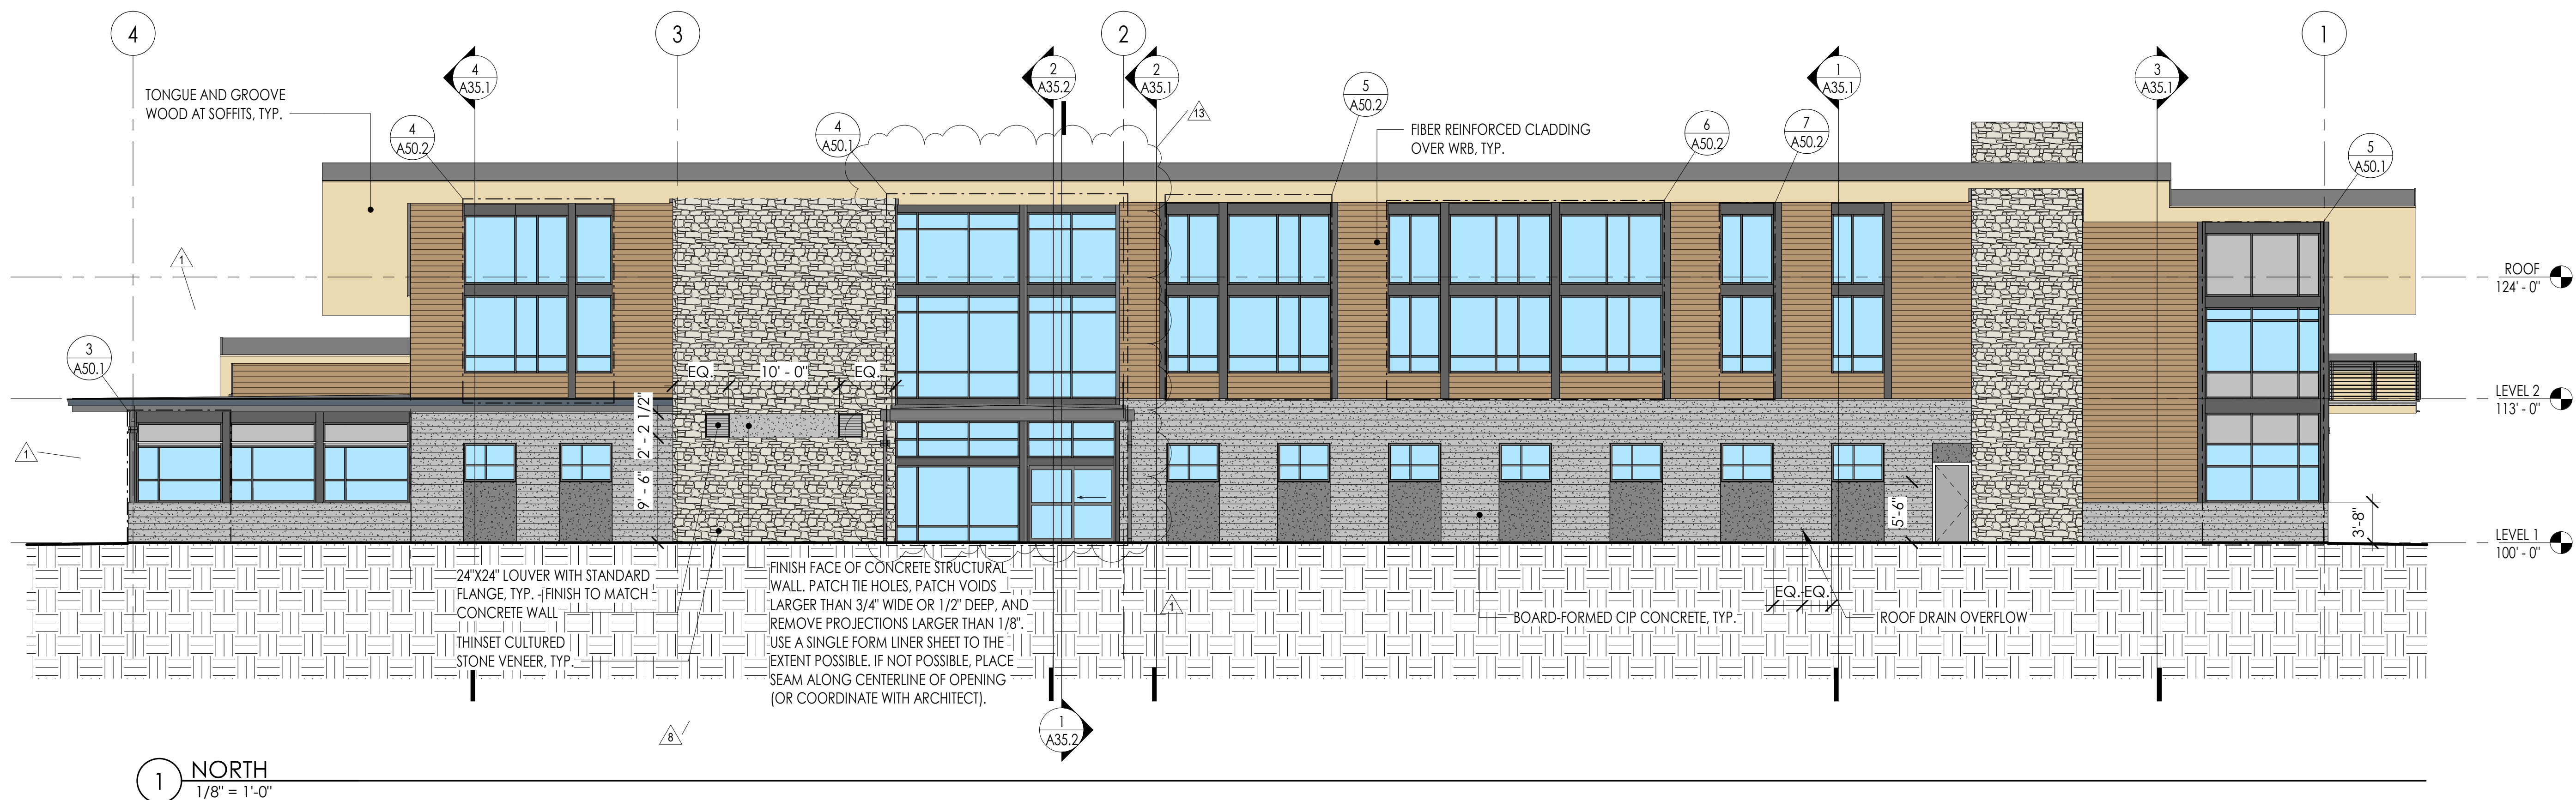 4
3
2
1
4
A35.1
2
A35.2
2
A35.1
1
A35.1
3
A35.1
TONGUE AND GROOVE
WOOD AT SOFFITS, TYP.
4
A50.2
4
A50.1
13
5
A50.2
FIBER REINFORCED CLADDING
OVER WRB, TYP.
6
A50.2
7
A50.2
5
A50.1
1
ROOF
124' - 0"
3
A50.1
EQ.
10' - 0"
EQ.
LEVEL 2
113' - 0"
2' - 2 1/2"
9' - 6"
1
5'-6"
3'-8"
LEVEL 1
100' - 0"
24"X24" LOUVER WITH STANDARD
FLANGE, TYP. - FINISH TO MATCH
CONCRETE WALL
THINSET CULTURED
STONE VENEER, TYP.
FINISH FACE OF CONCRETE STRUCTURAL
WALL. PATCH TIE HOLES, PATCH VOIDS
LARGER THAN 3/4" WIDE OR 1/2" DEEP, AND
REMOVE PROJECTIONS LARGER THAN 1/8".
USE A SINGLE FORM LINER SHEET TO THE
EXTENT POSSIBLE. IF NOT POSSIBLE, PLACE
SEAM ALONG CENTERLINE OF OPENING
(OR COORDINATE WITH ARCHITECT).
1
EQ.
EQ.
BOARD-FORMED CIP CONCRETE, TYP.
ROOF DRAIN OVERFLOW
8
1
A35.2
1
NORTH
1/8" = 1'-0"